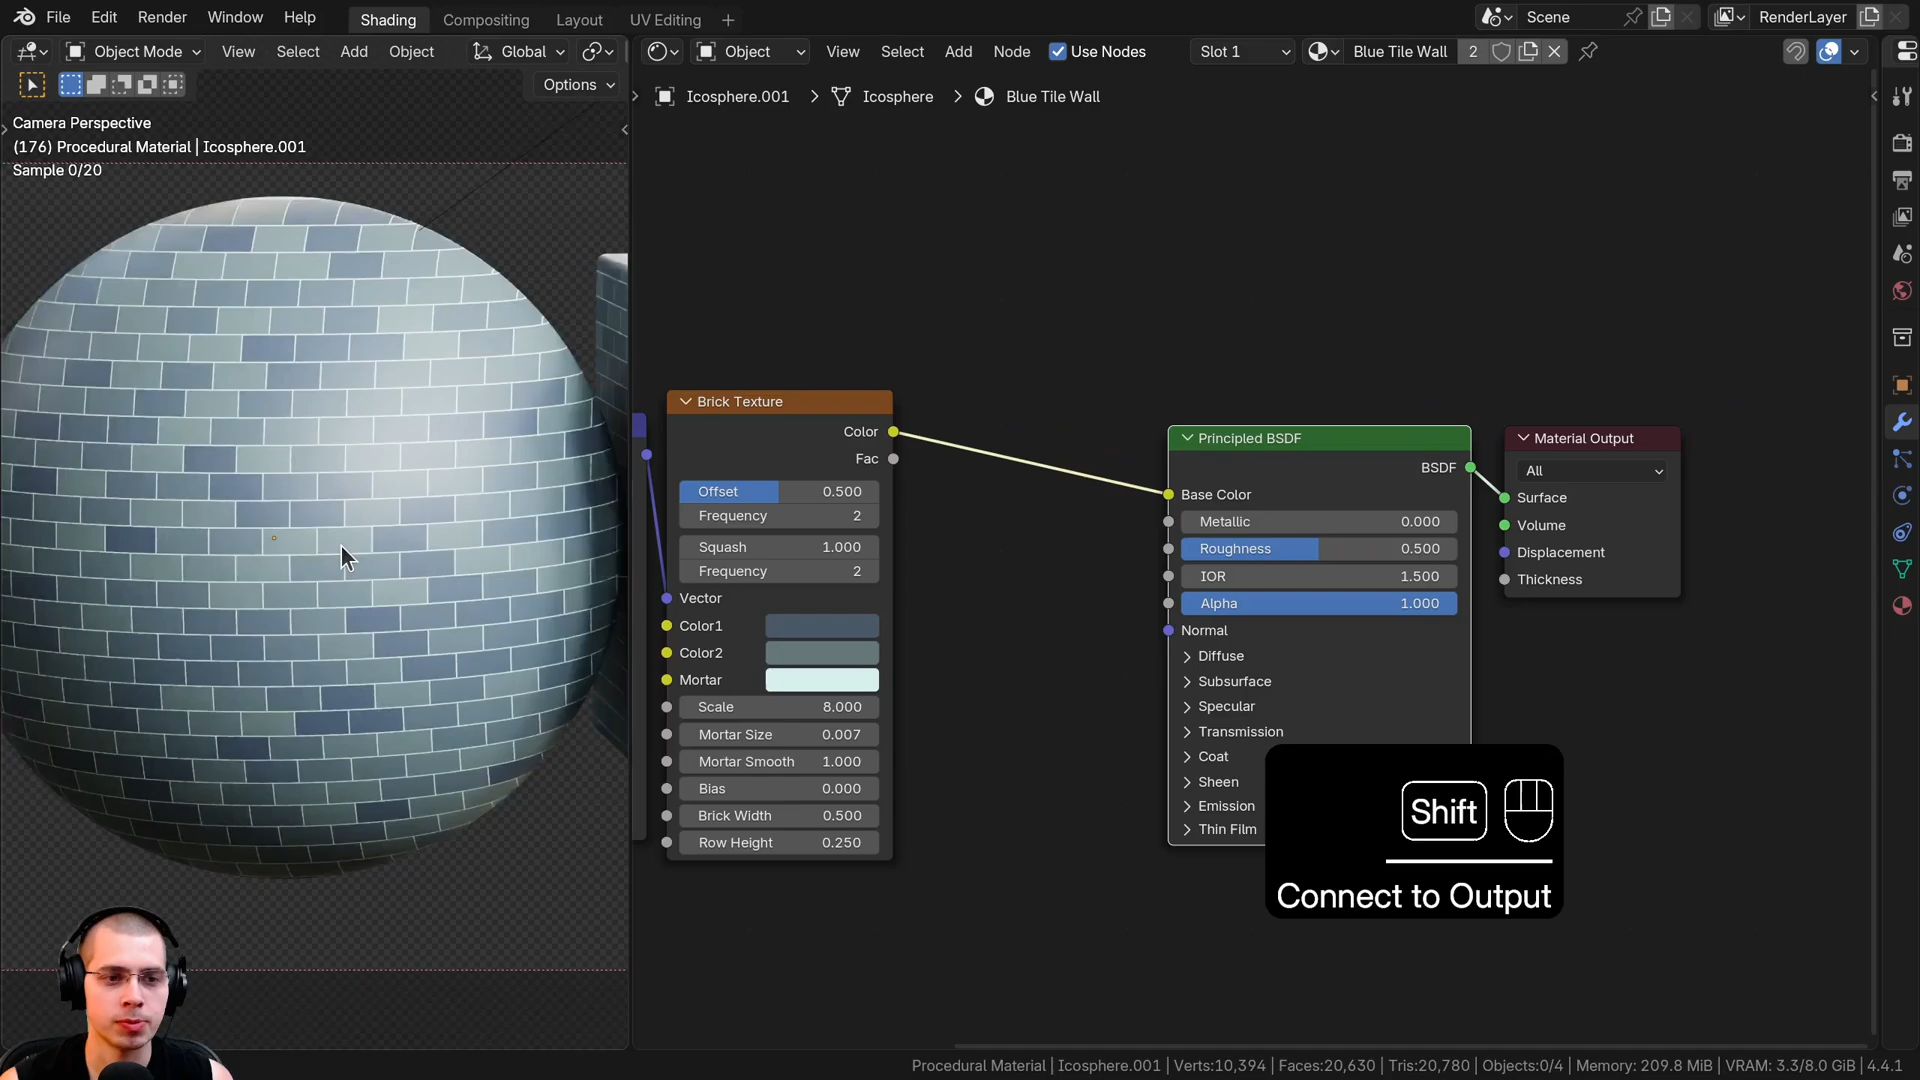 File Edit Render Window Help Shading Compositing Layout UV Editing + Scene RenderLayer
Object Mode View Select Add Object Global Object View Select Add Node Use Nodes Slot 1 Blue Tile Wall 2
Options
Icosphere.001 > Icosphere > Blue Tile Wall
Camera Perspective
(176) Procedural Material | Icosphere.001
Sample 0/20
Brick Texture
Color
Fac
Offset 0.500
Frequency 2
Squash 1.000
Frequency 2
Vector
Color1
Color2
Mortar
Scale 8.000
Mortar Size 0.007
Mortar Smooth 1.000
Bias 0.000
Brick Width 0.500
Row Height 0.250
Principled BSDF
BSDF
Base Color
Metallic 0.000
Roughness 0.500
IOR 1.500
Alpha 1.000
Normal
Diffuse
Subsurface
Specular
Transmission
Coat
Sheen
Emission
Thin Film
Material Output
All
Surface
Volume
Displacement
Thickness
Shift
Connect to Output
Procedural Material | Icosphere.001 | Verts:10,394 | Faces:20,630 | Tris:20,780 | Objects:0/4 | Memory: 209.8 MiB | VRAM: 3.3/8.0 GiB | 4.4.1